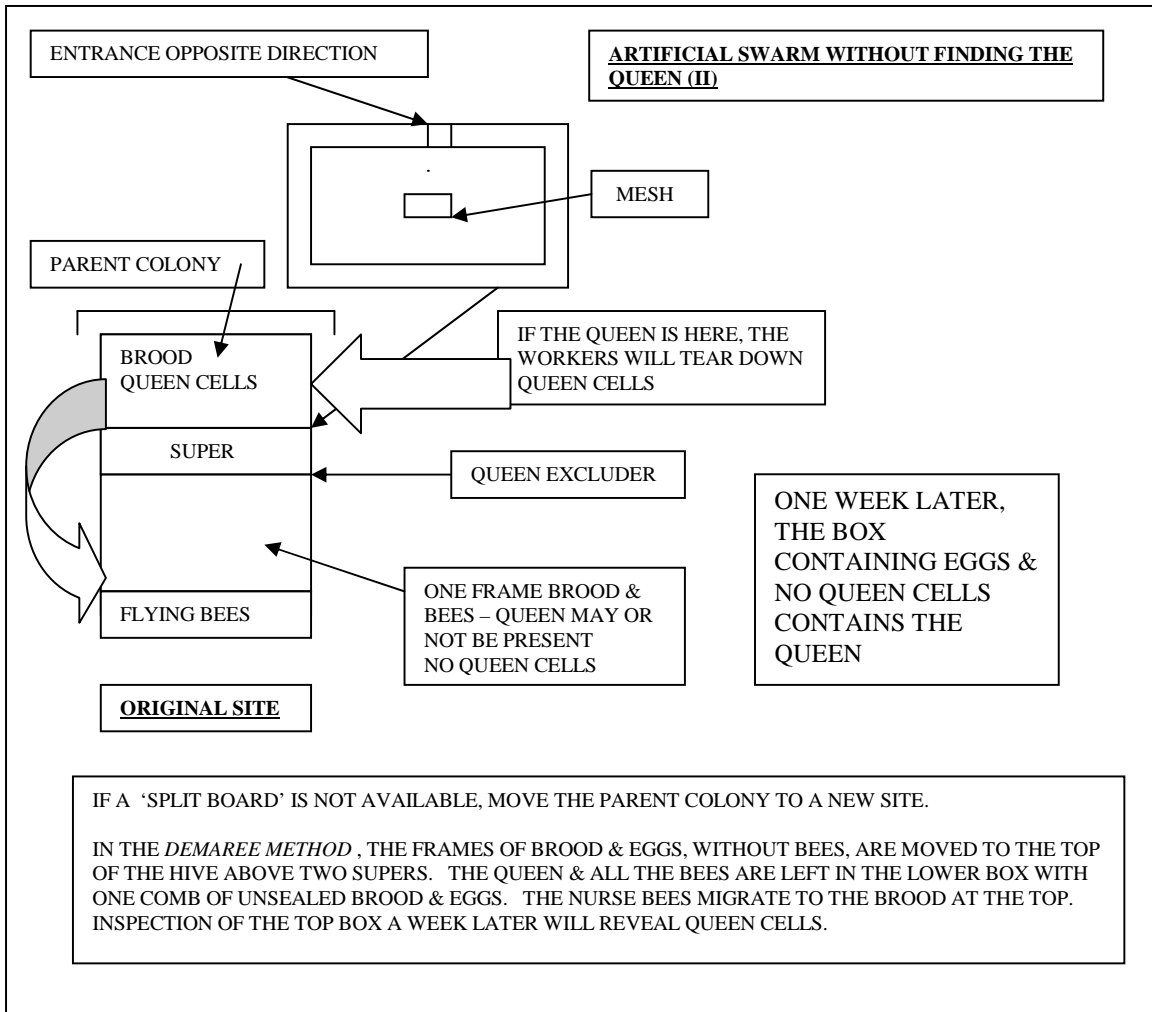 ENTRANCE OPPOSITE DIRECTION
ARTIFICIAL SWARM WITHOUT FINDING THE
QUEEN (II)
MESH
PARENT COLONY
BROOD
QUEEN CELLS
IF THE QUEEN IS HERE, THE
WORKERS WILL TEAR DOWN
QUEEN CELLS
SUPER
QUEEN EXCLUDER
ONE WEEK LATER,
THE BOX
CONTAINING EGGS &
NO QUEEN CELLS
CONTAINS THE
QUEEN
ONE FRAME BROOD &
BEES – QUEEN MAY OR
NOT BE PRESENT
NO QUEEN CELLS
FLYING BEES
ORIGINAL SITE
IF A ‘SPLIT BOARD’ IS NOT AVAILABLE, MOVE THE PARENT COLONY TO A NEW SITE.
IN THE DEMAREE METHOD , THE FRAMES OF BROOD & EGGS, WITHOUT BEES, ARE MOVED TO THE TOP
OF THE HIVE ABOVE TWO SUPERS. THE QUEEN & ALL THE BEES ARE LEFT IN THE LOWER BOX WITH
ONE COMB OF UNSEALED BROOD & EGGS. THE NURSE BEES MIGRATE TO THE BROOD AT THE TOP.
INSPECTION OF THE TOP BOX A WEEK LATER WILL REVEAL QUEEN CELLS.